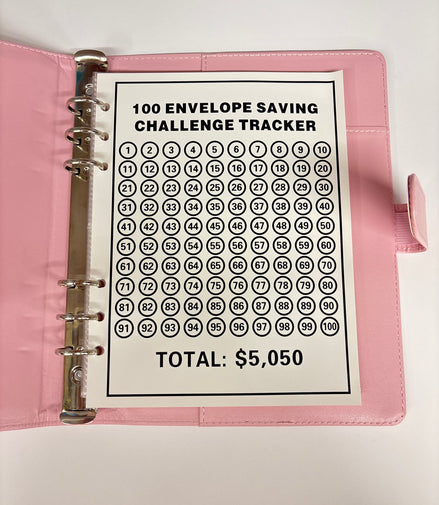 100 ENVELOPE SAVING
CHALLENGE TRACKER
1 2 3 4 5 6 7 8 9 10
11 12 13 14 15 16 17 18 19 20
21 22 23 24 25 26 27 28 29 30
31 32 33 34 35 36 37 38 39 40
41 42 43 44 45 46 47 48 49 50
51 52 53 54 55 56 57 58 59 60
61 62 63 64 65 66 67 68 69 70
71 72 73 74 75 76 77 78 79 80
81 82 83 84 85 86 87 88 89 90
91 92 93 94 95 96 97 98 99 100
TOTAL: $5,050